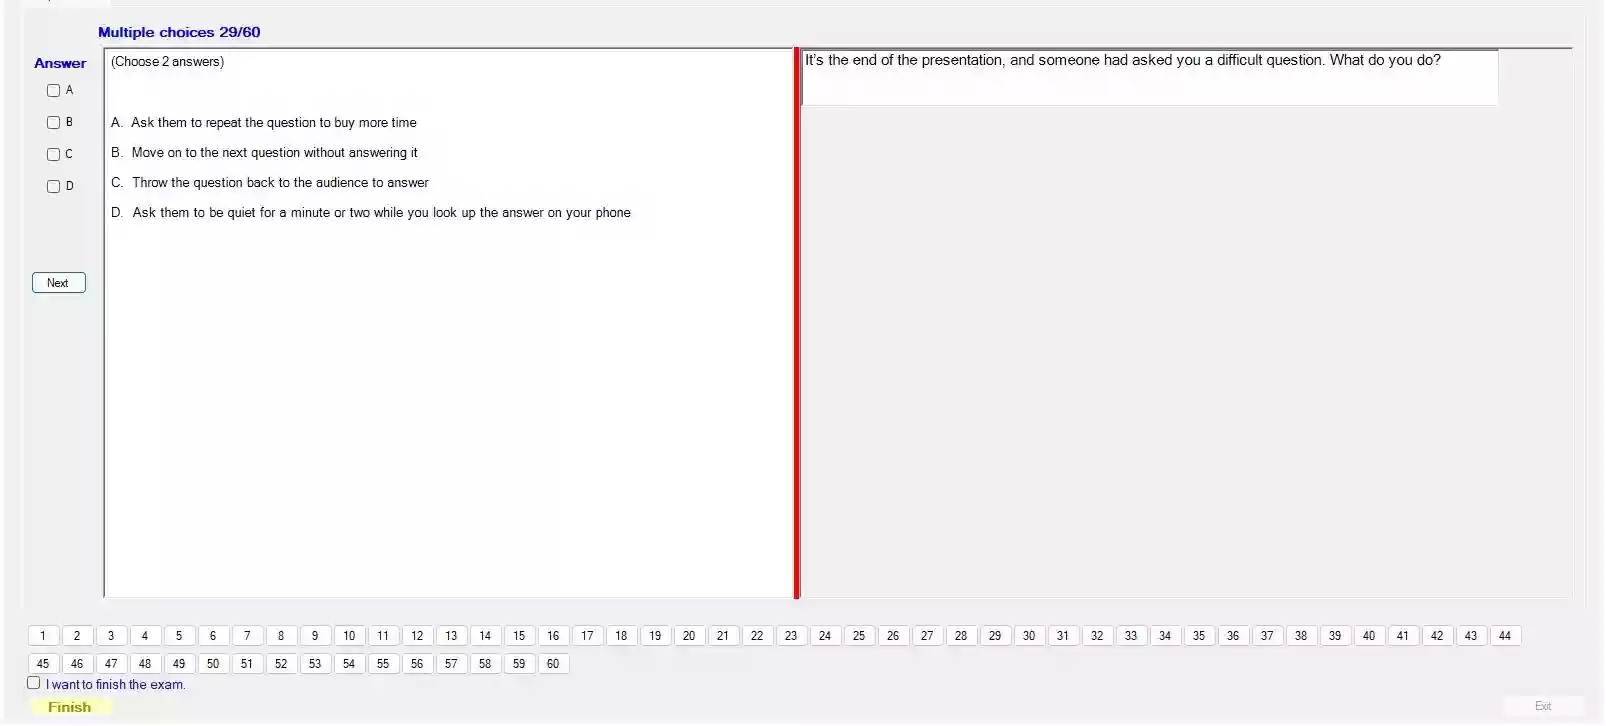 Multiple choices 29/60
Answer
(Choose 2 answers)
It's the end of the presentation, and someone had asked you a difficult question. What do you do?
A
B
C
D
A. Ask them to repeat the question to buy more time
B. Move on to the next question without answering it
C. Throw the question back to the audience to answer
D. Ask them to be quiet for a minute or two while you look up the answer on your phone
Next
1 2 3 4 5 6 7 8 9 10 11 12 13 14 15 16 17 18 19 20 21 22 23 24 25 26 27 28 29 30 31 32 33 34 35 36 37 38 39 40 41 42 43 44
45 46 47 48 49 50 51 52 53 54 55 56 57 58 59 60
I want to finish the exam.
Finish
Exit